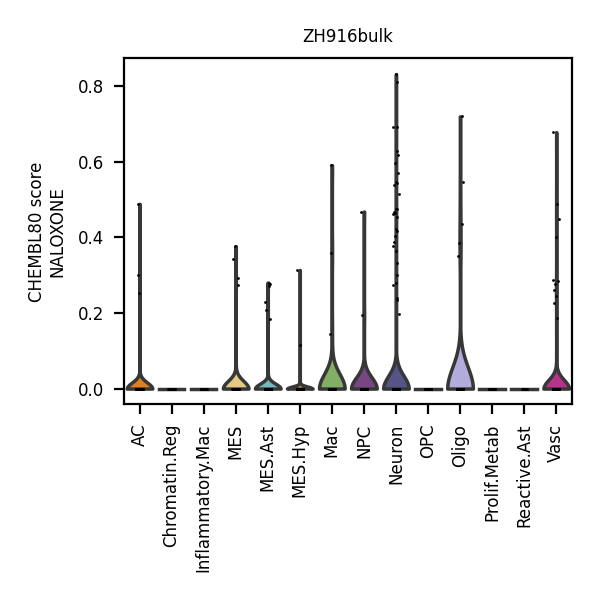 ZH916bulk
CHEMBL80 score
NALOXONE
0.8
0.6
0.4
0.2
0.0
AC
Chromatin.Reg
Inflammatory.Mac
MES
MES.Ast
MES.Hyp
Mac
NPC
Neuron
OPC
Oligo
Prolif.Metab
Reactive.Ast
Vasc